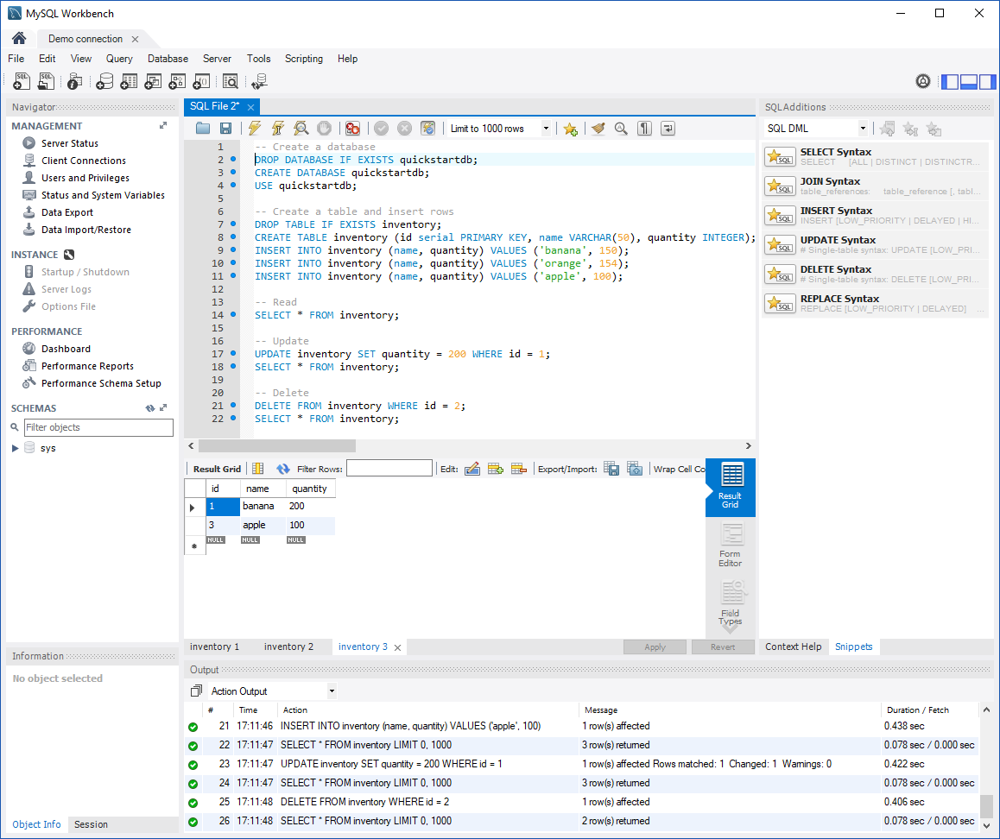 MySQL Workbench
Demo connection
File Edit View Query Database Server Tools Scripting Help
Navigator
MANAGEMENT
Server Status
Client Connections
Users and Privileges
Status and System Variables
Data Export
Data Import/Restore
INSTANCE
Startup / Shutdown
Server Logs
Options File
PERFORMANCE
Dashboard
Performance Reports
Performance Schema Setup
SCHEMAS
Filter objects
sys
Information
No object selected
Object Info Session
SQL File 2*
Limit to 1000 rows
1 -- Create a database
2 DROP DATABASE IF EXISTS quickstartdb;
3 CREATE DATABASE quickstartdb;
4 USE quickstartdb;
5
6 -- Create a table and insert rows
7 DROP TABLE IF EXISTS inventory;
8 CREATE TABLE inventory (id serial PRIMARY KEY, name VARCHAR(50), quantity INTEGER);
9 INSERT INTO inventory (name, quantity) VALUES ('banana', 150);
10 INSERT INTO inventory (name, quantity) VALUES ('orange', 154);
11 INSERT INTO inventory (name, quantity) VALUES ('apple', 100);
12
13 -- Read
14 SELECT * FROM inventory;
15
16 -- Update
17 UPDATE inventory SET quantity = 200 WHERE id = 1;
18 SELECT * FROM inventory;
19
20 -- Delete
21 DELETE FROM inventory WHERE id = 2;
22 SELECT * FROM inventory;
Result Grid Filter Rows: Edit: Export/Import: Wrap Cell Co
id name quantity
1 banana 200
3 apple 100
NULL NULL NULL
Result
Grid
Form
Editor
Field
Types
inventory 1 inventory 2 inventory 3 Apply Revert
SQLAdditions
SQL DML
SELECT Syntax
SELECT [ALL | DISTINCT | DISTINCTR...
JOIN Syntax
table_references: table_reference [, tabl...
INSERT Syntax
INSERT [LOW_PRIORITY | DELAYED | HI...
UPDATE Syntax
# Single-table syntax: UPDATE [LOW_PRI...
DELETE Syntax
# Single-table syntax: DELETE [LOW_PRI...
REPLACE Syntax
REPLACE [LOW_PRIORITY | DELAYED] ...
Context Help Snippets
Output
Action Output
# Time Action Message Duration / Fetch
21 17:11:46 INSERT INTO inventory (name, quantity) VALUES ('apple', 100) 1 row(s) affected 0.438 sec
22 17:11:47 SELECT * FROM inventory LIMIT 0, 1000 3 row(s) returned 0.078 sec / 0.000 sec
23 17:11:47 UPDATE inventory SET quantity = 200 WHERE id = 1 1 row(s) affected Rows matched: 1 Changed: 1 Warnings: 0 0.422 sec
24 17:11:47 SELECT * FROM inventory LIMIT 0, 1000 3 row(s) returned 0.078 sec / 0.000 sec
25 17:11:48 DELETE FROM inventory WHERE id = 2 1 row(s) affected 0.406 sec
26 17:11:48 SELECT * FROM inventory LIMIT 0, 1000 2 row(s) returned 0.078 sec / 0.000 sec